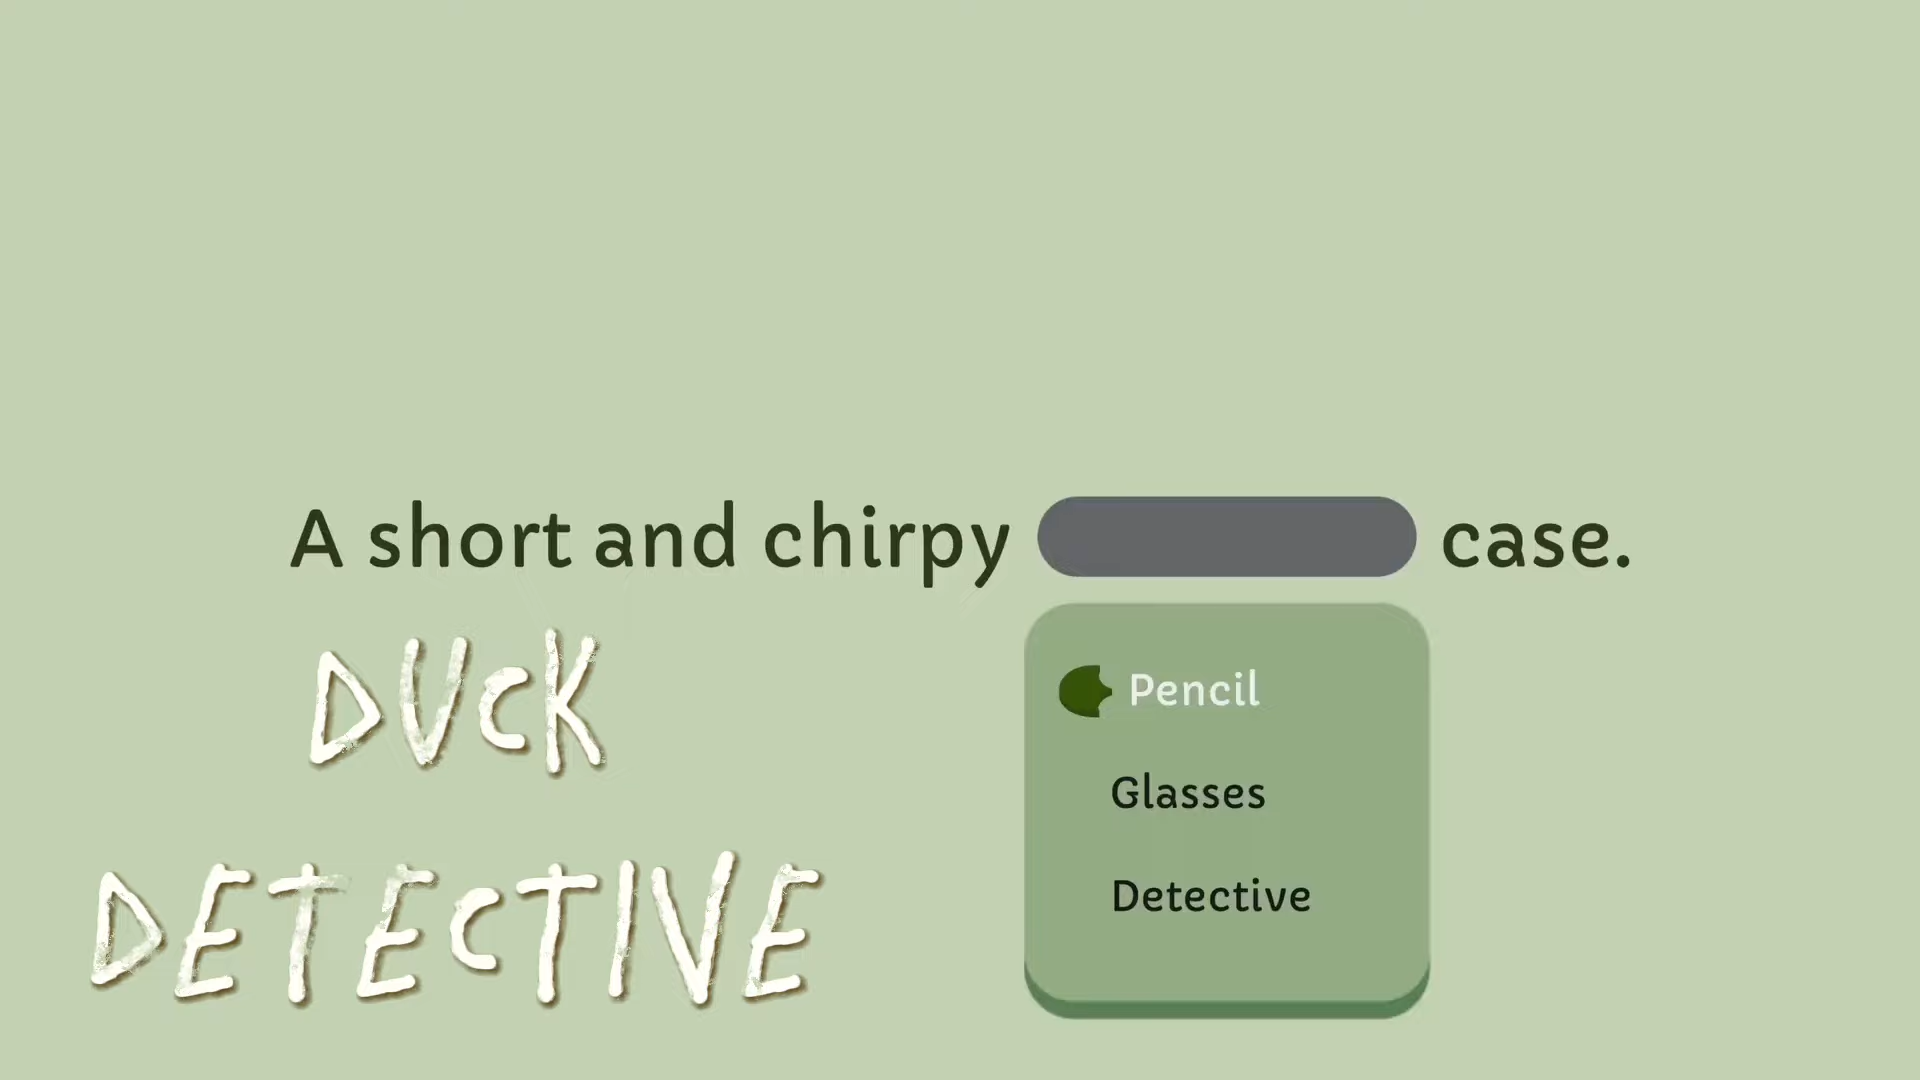 A short and chirpy case.
DUCK
DETECTIVE
Pencil
Glasses
Detective